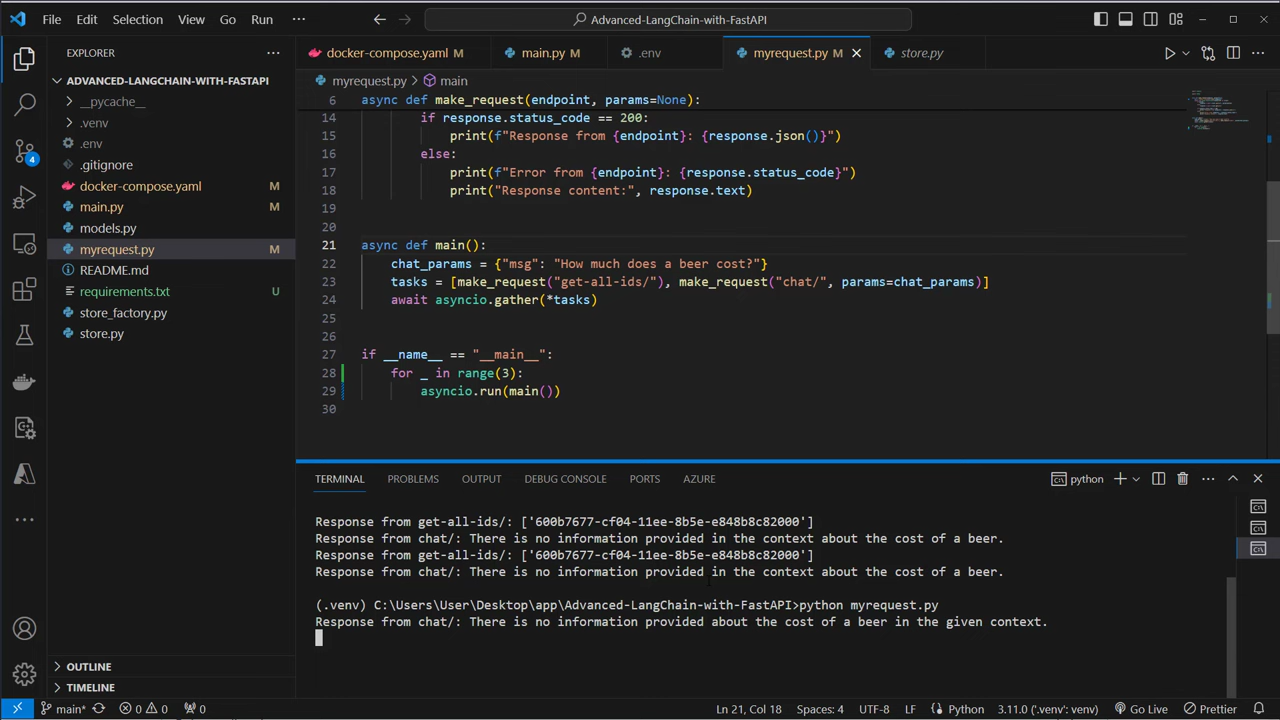 File Edit Selection View Go Run ···
Advanced-LangChain-with-FastAPI
EXPLORER
ADVANCED-LANGCHAIN-WITH-FASTAPI
__pycache__
.venv
.env
.gitignore
docker-compose.yaml M
main.py M
models.py
myrequest.py M
README.md
requirements.txt U
store_factory.py
store.py
OUTLINE
TIMELINE
4
docker-compose.yaml M
main.py M
.env
myrequest.py M
store.py
myrequest.py > main
6 async def make_request(endpoint, params=None):
14 if response.status_code == 200:
15 print(f"Response from {endpoint}: {response.json()}")
16 else:
17 print(f"Error from {endpoint}: {response.status_code}")
18 print("Response content:", response.text)
19
20
21 async def main():
22 chat_params = {"msg": "How much does a beer cost?"}
23 tasks = [make_request("get-all-ids/"), make_request("chat/", params=chat_params)]
24 await asyncio.gather(*tasks)
25
26
27 if __name__ == "__main__":
28 for _ in range(3):
29 asyncio.run(main())
30
TERMINAL PROBLEMS OUTPUT DEBUG CONSOLE PORTS AZURE
python
Response from get-all-ids/: ['600b7677-cf04-11ee-8b5e-e848b8c82000']
Response from chat/: There is no information provided in the context about the cost of a beer.
Response from get-all-ids/: ['600b7677-cf04-11ee-8b5e-e848b8c82000']
Response from chat/: There is no information provided in the context about the cost of a beer.
(.venv) C:\Users\User\Desktop\app\Advanced-LangChain-with-FastAPI>python myrequest.py
Response from chat/: There is no information provided about the cost of a beer in the given context.
main* 0 0 0 Ln 21, Col 18 Spaces: 4 UTF-8 LF Python 3.11.0 ('.venv': venv) Go Live Prettier